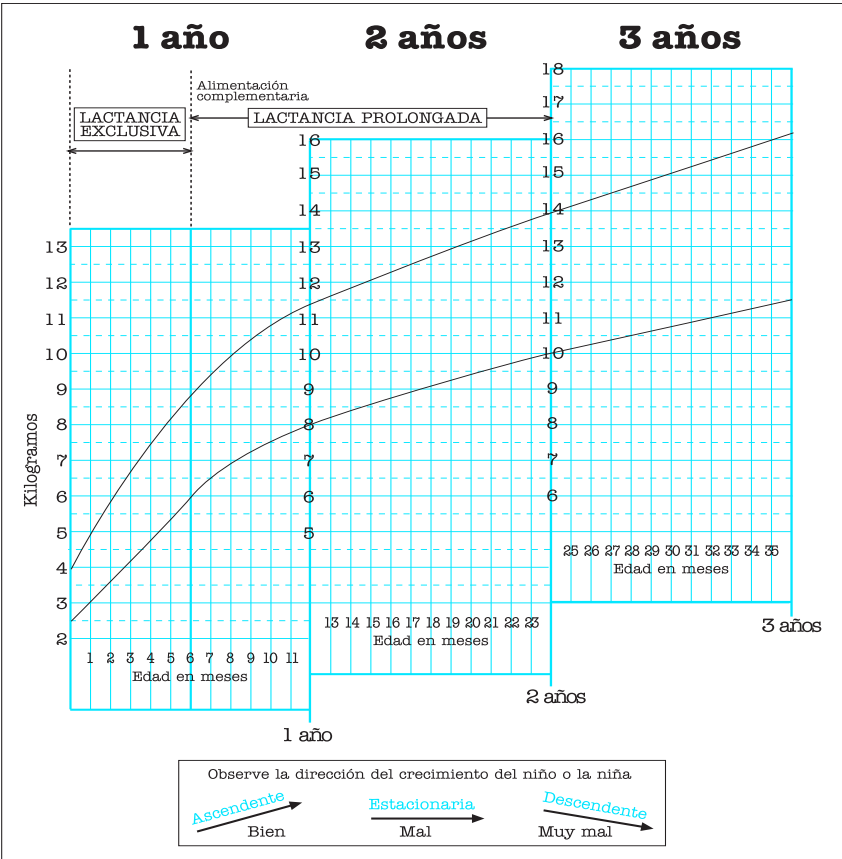 1 año
2 años
3 años
Alimentación
complementaria
LACTANCIA
EXCLUSIVA
LACTANCIA PROLONGADA
Kilogramos
13
12
11
10
9
8
7
6
5
4
3
2
1 2 3 4 5 6 7 8 9 10 11
Edad en meses
1 año
16
15
14
13
12
11
10
9
8
7
6
5
13 14 15 16 17 18 19 20 21 22 23
Edad en meses
2 años
18
17
16
15
14
13
12
11
10
9
8
7
6
25 26 27 28 29 30 31 32 33 34 35
Edad en meses
3 años
Observe la dirección del crecimiento del niño o la niña
Ascendente
Bien
Estacionaria
Mal
Descendente
Muy mal